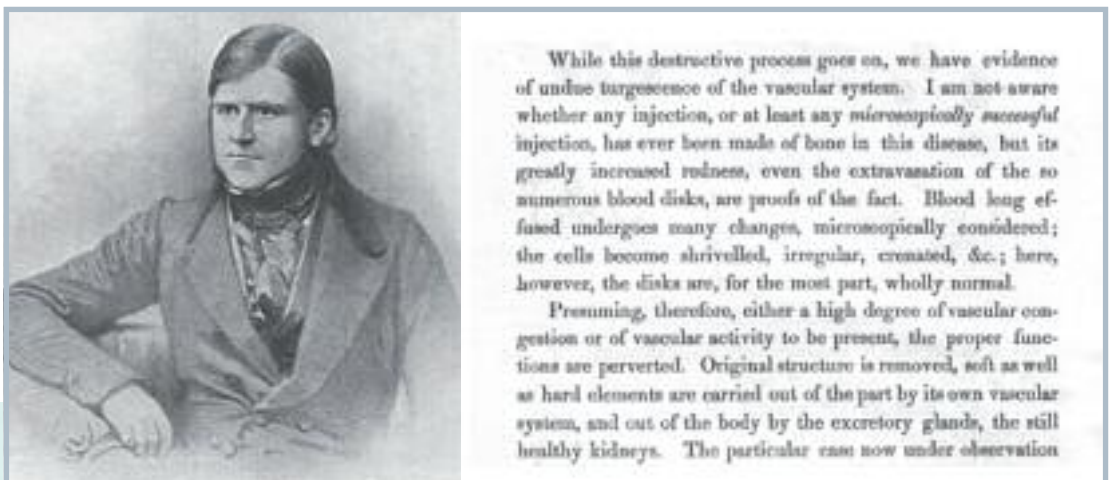 While this destructive process goes on, we have evidence
of undue turgescence of the vascular system. I am not aware
whether any injection, or at least any microscopically successful
injection, has ever been made of bone in this disease, but its
greatly increased redness, even the extravasation of the so
numerous blood disks, are proofs of the fact. Blood long ef-
fused undergoes many changes, microscopically considered;
the cells become shrivelled, irregular, crenated, &c.; here,
however, the disks are, for the most part, wholly normal.
Presuming, therefore, either a high degree of vascular con-
gestion or of vascular activity to be present, the proper func-
tions are perverted. Original structure is removed, soft as well
as hard elements are carried out of the part by its own vascular
system, and out of the body by the excretory glands, the still
healthy kidneys. The particular case now under observation